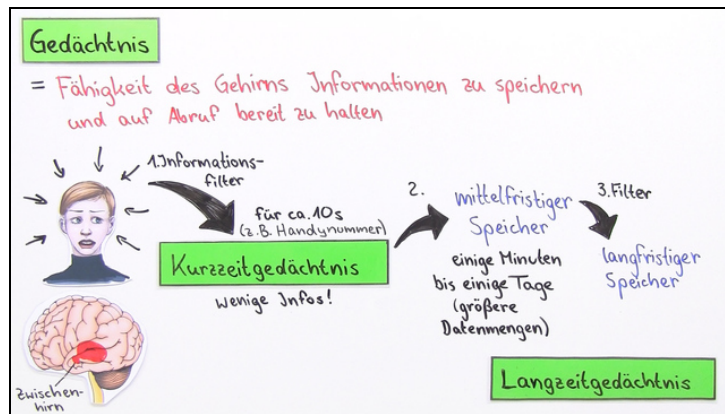 Gedächtnis
= Fähigkeit des Gehirns Informationen zu speichern
und auf Abruf bereit zu halten
1.Informations-
filter
für ca. 10s
(z.B. Handynummer)
Kurzzeitgedächtnis
wenige Infos!
2.
mittelfristiger
Speicher
einige Minuten
bis einige Tage
(größere
Datenmengen)
3.Filter
langfristiger
Speicher
Zwischen-
hirn
Langzeitgedächtnis